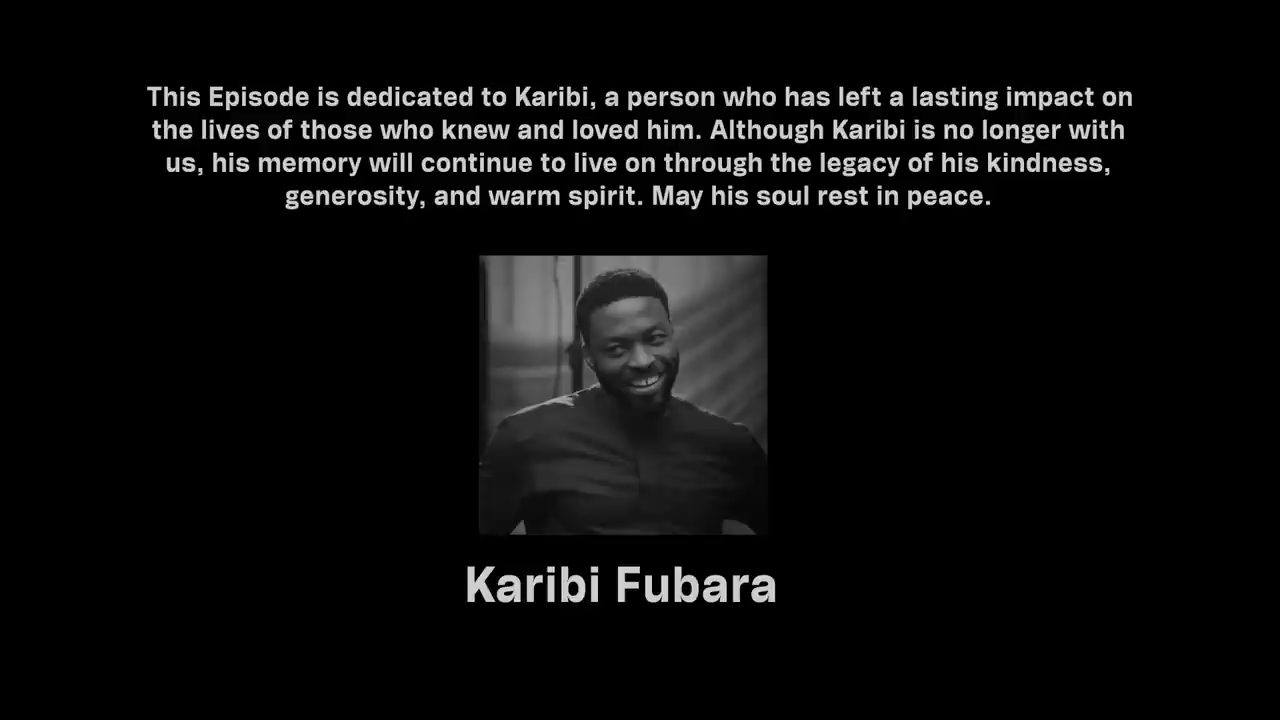 This Episode is dedicated to Karibi, a person who has left a lasting impact on
the lives of those who knew and loved him. Although Karibi is no longer with
us, his memory will continue to live on through the legacy of his kindness,
generosity, and warm spirit. May his soul rest in peace.
Karibi Fubara